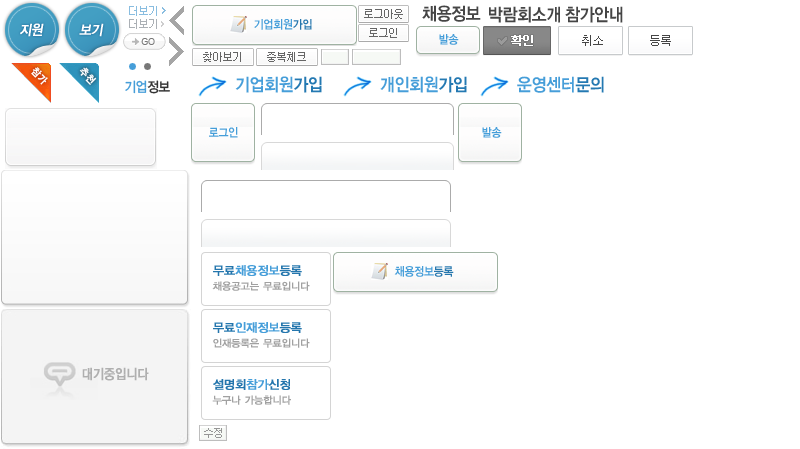 지원
보기
더보기
더보기
GO
참가
추천
기업정보
기업회원가입
로그아웃
로그인
찾아보기
중복체크
채용정보
박람회소개
참가안내
발송
확인
취소
등록
기업회원가입
개인회원가입
운영센터문의
로그인
발송
무료채용정보등록
채용공고는 무료입니다
채용정보등록
무료인재정보등록
인재등록은 무료입니다
설명회참가신청
누구나 가능합니다
대기중입니다
수정